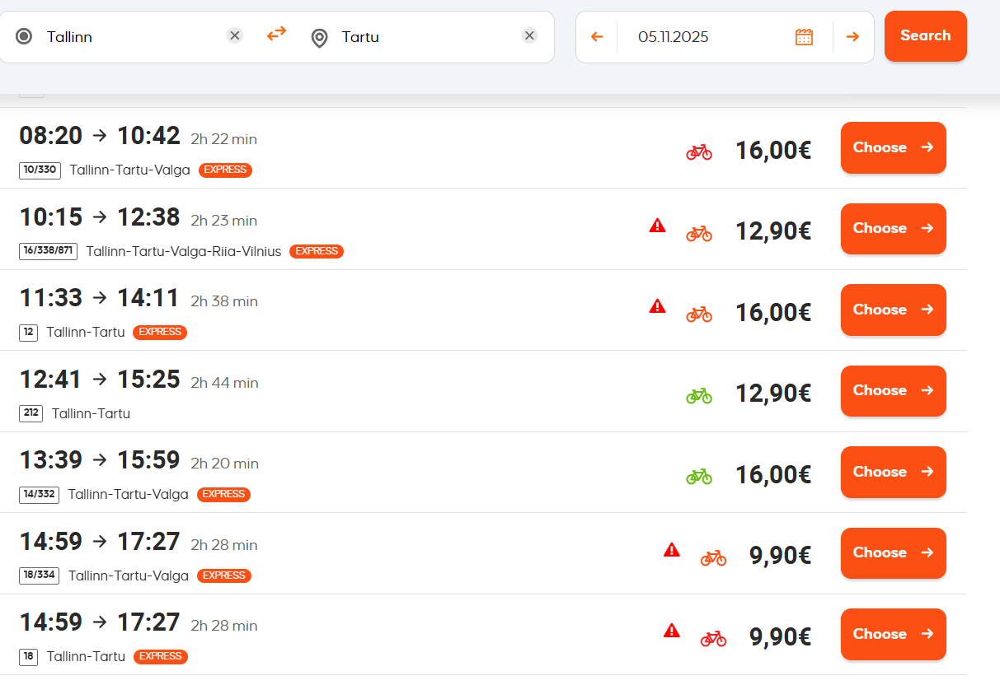 Tallinn Tartu 05.11.2025 Search
08:20 → 10:42 2h 22 min 16,00€ Choose →
10/330 Tallinn-Tartu-Valga EXPRESS
10:15 → 12:38 2h 23 min 12,90€ Choose →
16/338/871 Tallinn-Tartu-Valga-Riia-Vilnius EXPRESS
11:33 → 14:11 2h 38 min 16,00€ Choose →
12 Tallinn-Tartu EXPRESS
12:41 → 15:25 2h 44 min 12,90€ Choose →
212 Tallinn-Tartu
13:39 → 15:59 2h 20 min 16,00€ Choose →
14/332 Tallinn-Tartu-Valga EXPRESS
14:59 → 17:27 2h 28 min 9,90€ Choose →
18/334 Tallinn-Tartu-Valga EXPRESS
14:59 → 17:27 2h 28 min 9,90€ Choose →
18 Tallinn-Tartu EXPRESS